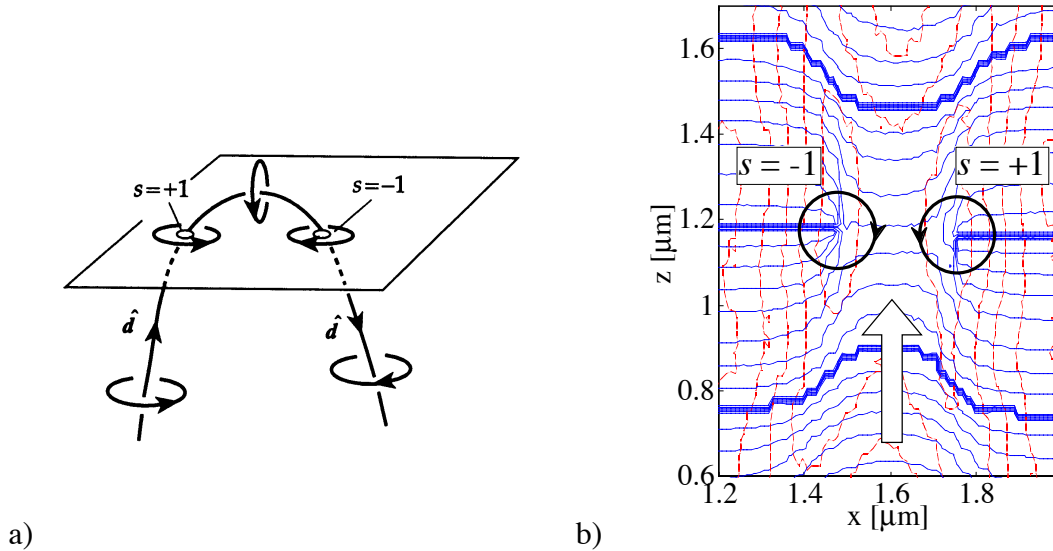 s=+1
s=−1
d̂
d̂
a)
1.6
1.4
1.2
1
0.8
0.6
z [μm]
s = -1
s = +1
1.2
1.4
1.6
1.8
x [μm]
b)